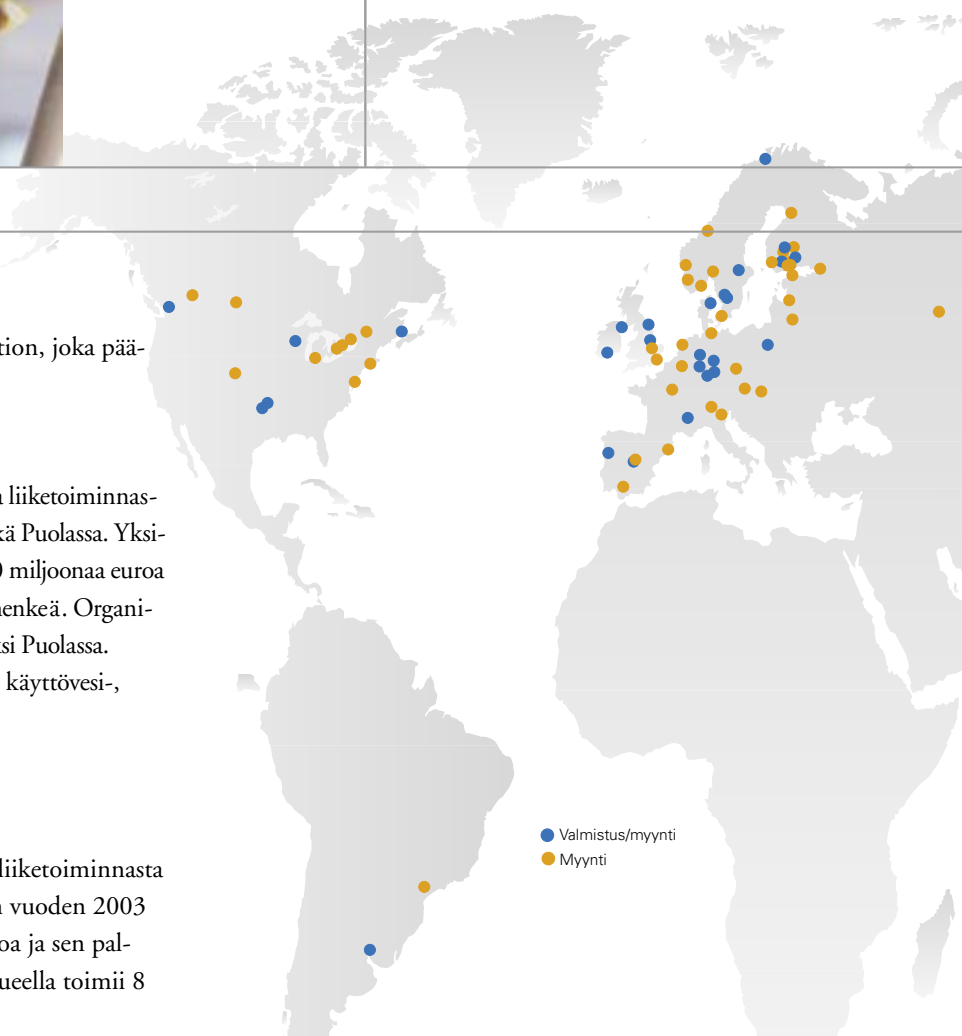 tion, joka pää-
liiketoiminnas-
kä Puolassa. Yksi-
0 miljoonaa euroa
henkeä. Organi-
si Puolassa.
käyttövesi-,
liiketoiminnasta
n vuoden 2003
oa ja sen pal-
ueella toimii 8
Valmistus/myynti
Myynti